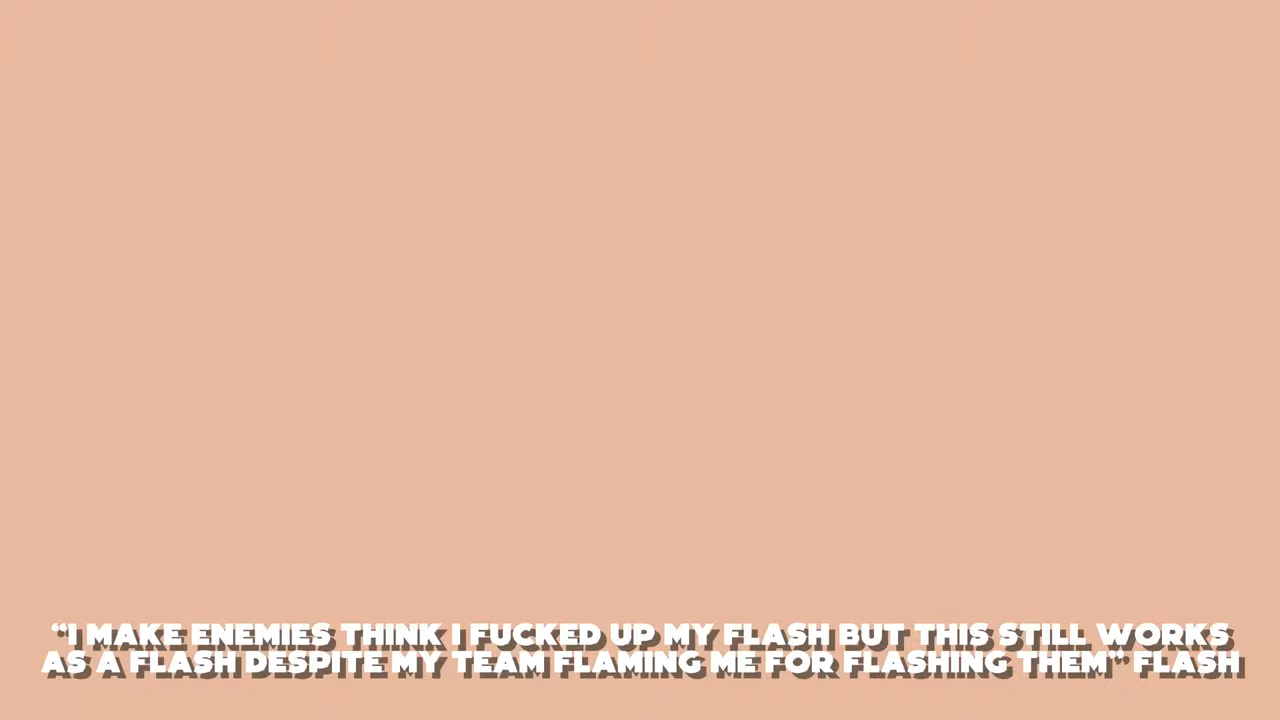 “I MAKE ENEMIES THINK I FUCKED UP MY FLASH BUT THIS STILL WORKS
AS A FLASH DESPITE MY TEAM FLAMING ME FOR FLASHING THEM” FLASH